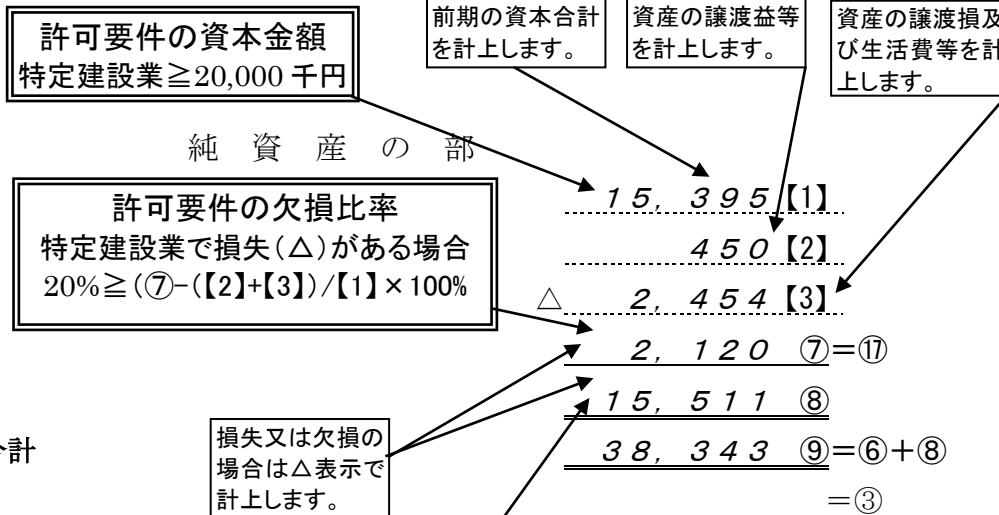 許可要件の資本金額
特定建設業≧20,000 千円
前期の資本合計
を計上します。
資産の譲渡益等
を計上します。
資産の譲渡損及
び生活費等を計
上します。
純 資 産 の 部
許可要件の欠損比率
特定建設業で損失(△)がある場合
20%≧(⑦-(【2】+【3】)/【1】×100%
15, 395【1】
450【2】
△ 2, 454【3】
2, 120 ⑦=⑰
15, 511 ⑧
計
38, 343 ⑨=⑥+⑧
=③
損失又は欠損の
場合は△表示で
計上します。